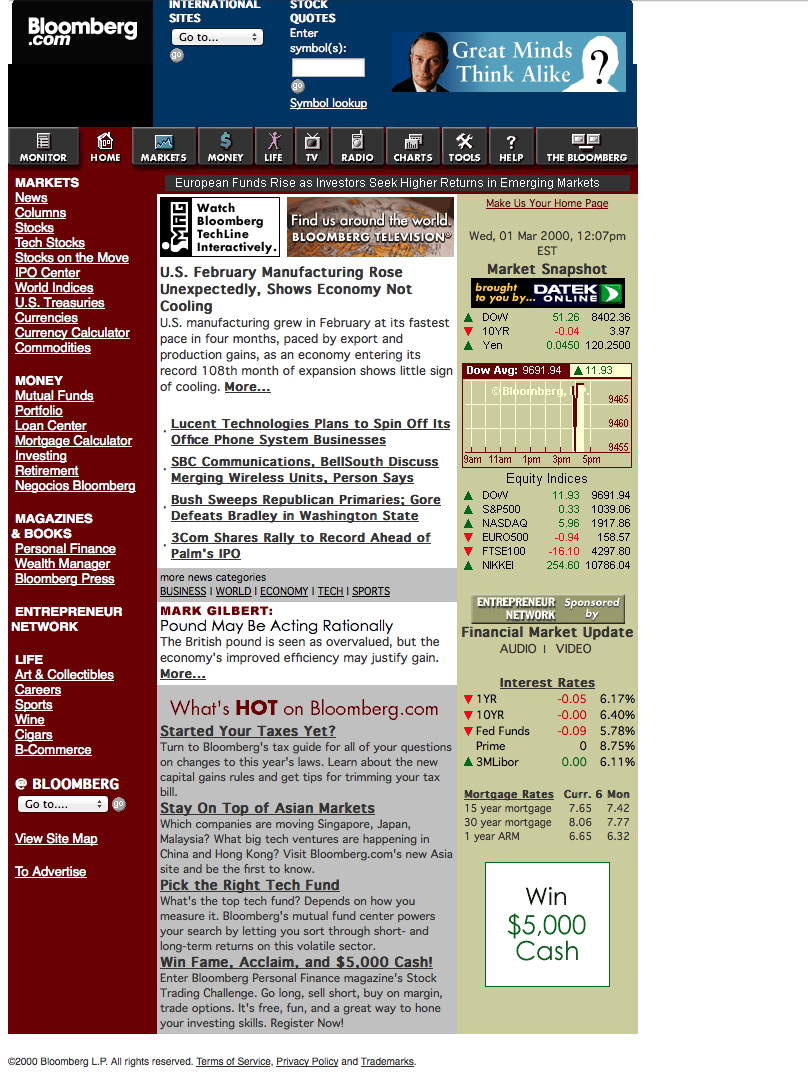 Bloomberg
.com
INTERNATIONAL
SITES
Go to...
go
STOCK
QUOTES
Enter
symbol(s):
go
Symbol lookup
Great Minds
Think Alike
?
MONITOR
HOME
MARKETS
MONEY
LIFE
TV
RADIO
CHARTS
TOOLS
HELP
THE BLOOMBERG
European Funds Rise as Investors Seek Higher Returns in Emerging Markets
MARKETS
News
Columns
Stocks
Tech Stocks
Stocks on the Move
IPO Center
World Indices
U.S. Treasuries
Currencies
Currency Calculator
Commodities
MONEY
Mutual Funds
Portfolio
Loan Center
Mortgage Calculator
Investing
Retirement
Negocios Bloomberg
MAGAZINES
& BOOKS
Personal Finance
Wealth Manager
Bloomberg Press
ENTREPRENEUR
NETWORK
LIFE
Art & Collectibles
Careers
Sports
Wine
Cigars
B-Commerce
@ BLOOMBERG
Go to....
go
View Site Map
To Advertise
MAG
Watch
Bloomberg
TechLine
Interactively.
Find us around the world.
BLOOMBERG TELEVISION®
U.S. February Manufacturing Rose
Unexpectedly, Shows Economy Not
Cooling
U.S. manufacturing grew in February at its fastest
pace in four months, paced by export and
production gains, as an economy entering its
record 108th month of expansion shows little sign
of cooling. More...
. Lucent Technologies Plans to Spin Off Its
Office Phone System Businesses
. SBC Communications, BellSouth Discuss
Merging Wireless Units, Person Says
. Bush Sweeps Republican Primaries; Gore
Defeats Bradley in Washington State
. 3Com Shares Rally to Record Ahead of
Palm's IPO
more news categories
BUSINESS | WORLD | ECONOMY | TECH | SPORTS
MARK GILBERT:
Pound May Be Acting Rationally
The British pound is seen as overvalued, but the
economy's improved efficiency may justify gain.
More...
What's HOT on Bloomberg.com
Started Your Taxes Yet?
Turn to Bloomberg's tax guide for all of your questions
on changes to this year's laws. Learn about the new
capital gains rules and get tips for trimming your tax
bill.
Stay On Top of Asian Markets
Which companies are moving Singapore, Japan,
Malaysia? What big tech ventures are happening in
China and Hong Kong? Visit Bloomberg.com's new Asia
site and be the first to know.
Pick the Right Tech Fund
What's the top tech fund? Depends on how you
measure it. Bloomberg's mutual fund center powers
your search by letting you sort through short- and
long-term returns on this volatile sector.
Win Fame, Acclaim, and $5,000 Cash!
Enter Bloomberg Personal Finance magazine's Stock
Trading Challenge. Go long, sell short, buy on margin,
trade options. It's free, fun, and a great way to hone
your investing skills. Register Now!
Make Us Your Home Page
Wed, 01 Mar 2000, 12:07pm
EST
Market Snapshot
brought
to you by... DATEK
ONLINE
DOW 51.26 8402.36
10YR -0.04 3.97
Yen 0.0450 120.2500
Dow Avg: 9691.94 11.93
©Bloomberg, L.P.
9465
9460
9455
9am 11am 1pm 3pm 5pm
Equity Indices
DOW 11.93 9691.94
S&P500 0.33 1039.06
NASDAQ 5.96 1917.86
EURO500 -0.94 158.57
FTSE100 -16.10 4297.80
NIKKEI 254.60 10786.04
ENTREPRENEUR
NETWORK
Sponsored
by
Financial Market Update
AUDIO | VIDEO
Interest Rates
1YR -0.05 6.17%
10YR -0.00 6.40%
Fed Funds -0.09 5.78%
Prime 0 8.75%
3MLibor 0.00 6.11%
Mortgage Rates Curr. 6 Mon
15 year mortgage 7.65 7.42
30 year mortgage 8.06 7.77
1 year ARM 6.65 6.32
Win
$5,000
Cash
©2000 Bloomberg L.P. All rights reserved. Terms of Service, Privacy Policy and Trademarks.